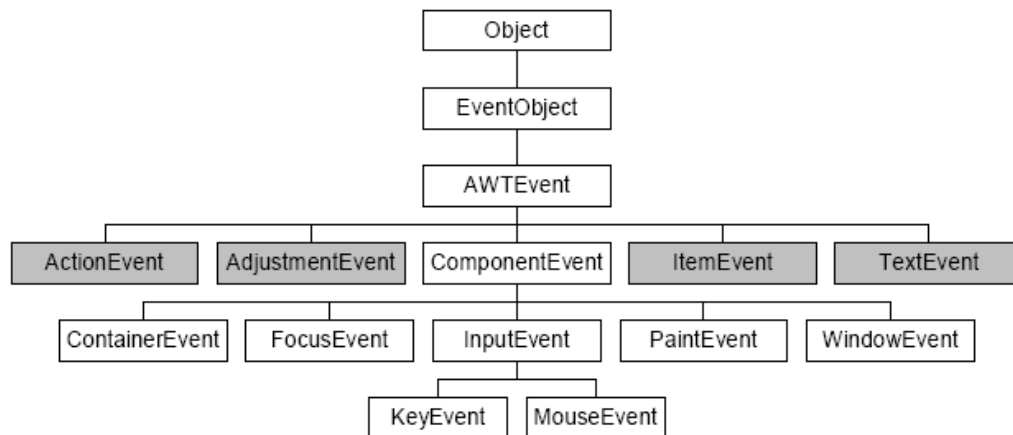 Object
EventObject
AWTEvent
ActionEvent
AdjustmentEvent
ComponentEvent
ItemEvent
TextEvent
ContainerEvent
FocusEvent
InputEvent
PaintEvent
WindowEvent
KeyEvent
MouseEvent